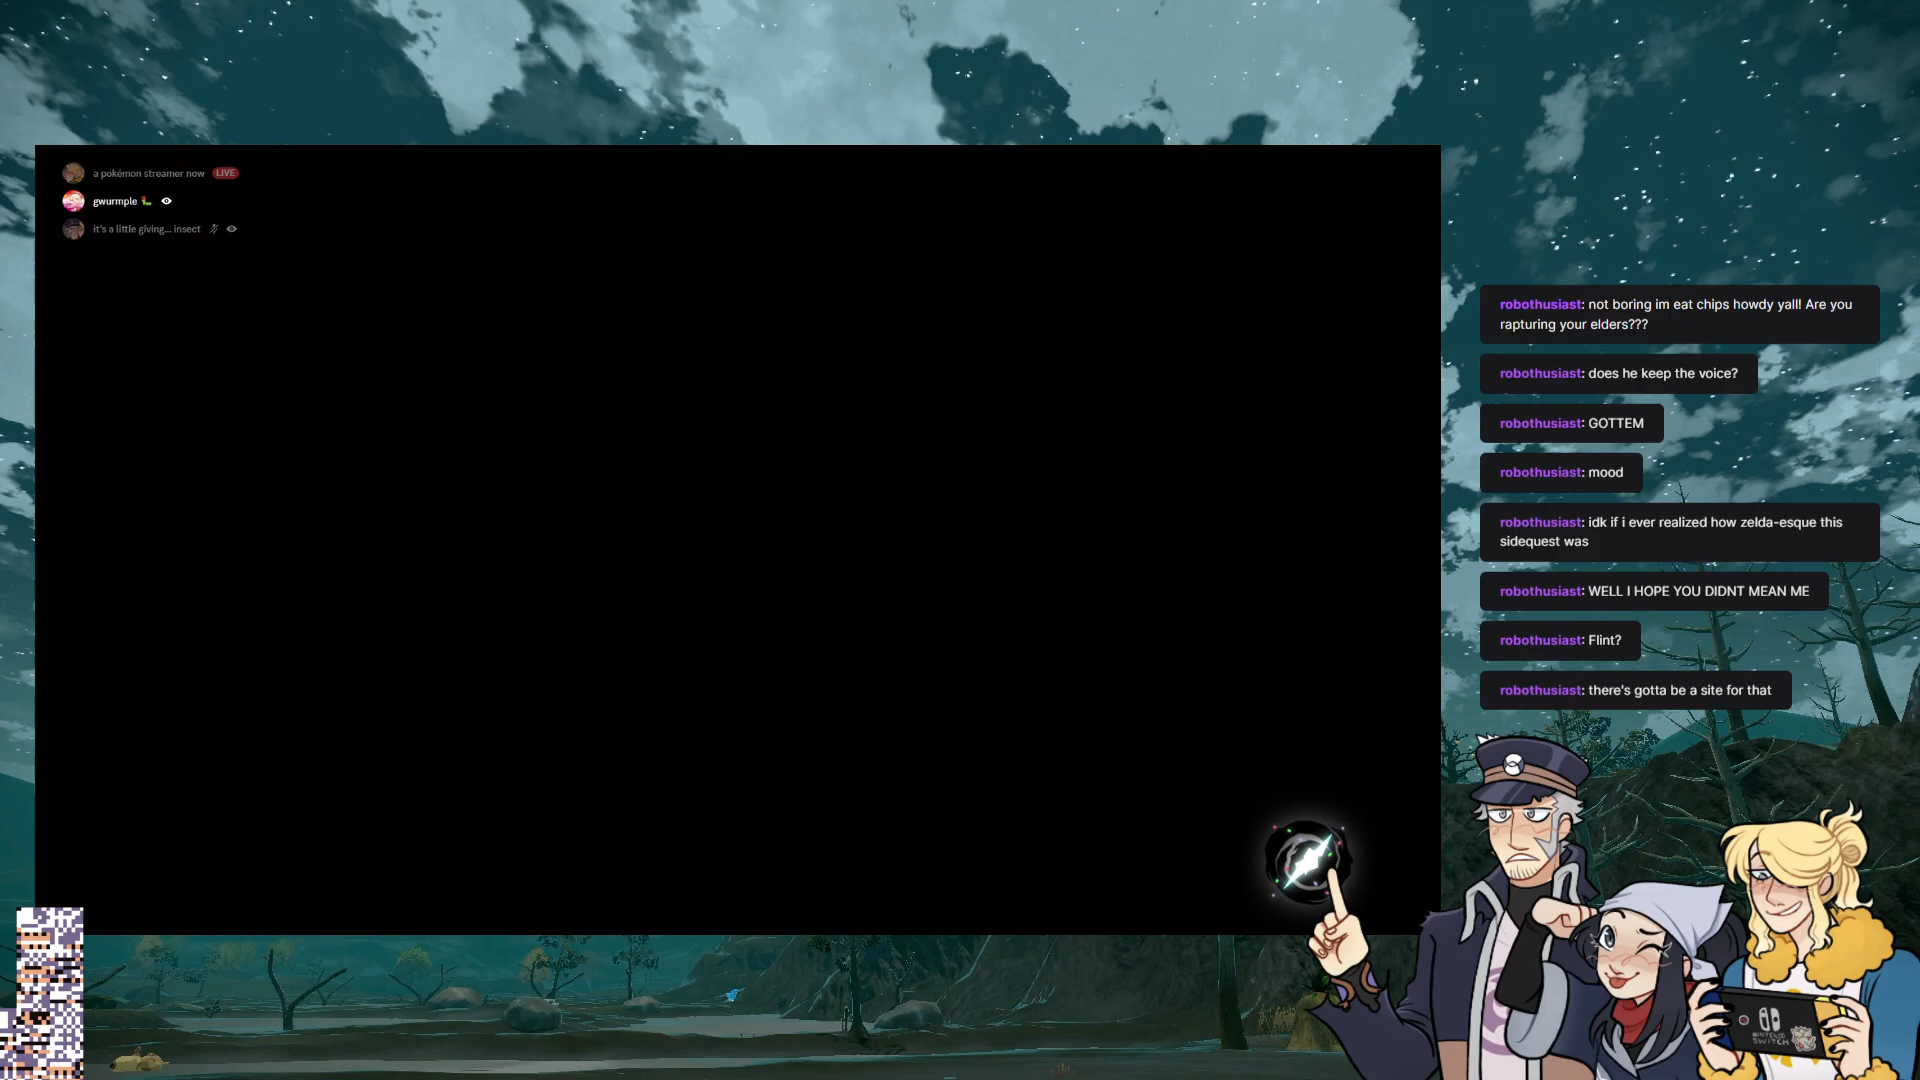 a pokémon streamer now LIVE
gwurmple
it's a little giving... insect
robothusiast: not boring im eat chips howdy yall! Are you
rapturing your elders???
robothusiast: does he keep the voice?
robothusiast: GOTTEM
robothusiast: mood
robothusiast: idk if i ever realized how zelda-esque this
sidequest was
robothusiast: WELL I HOPE YOU DIDNT MEAN ME
robothusiast: Flint?
robothusiast: there's gotta be a site for that
NINTENDO
SWITCH